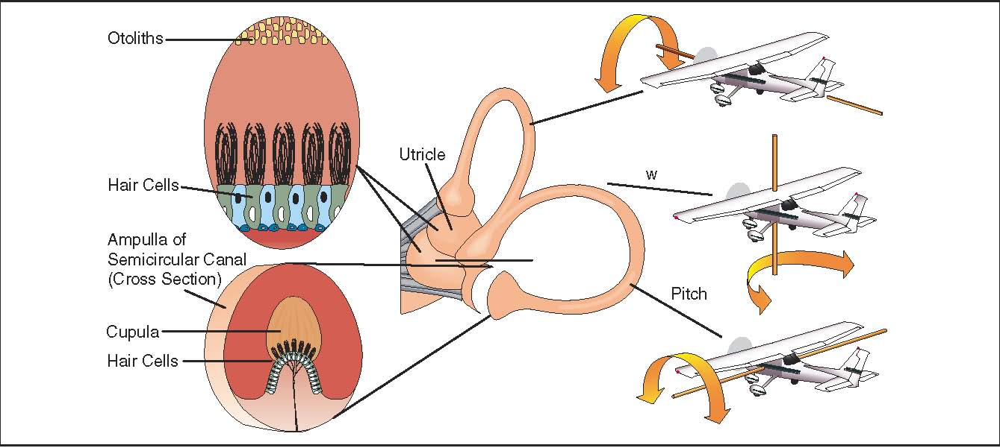 Otoliths
Utricle
Hair Cells
w
Ampulla of
Semicircular Canal
(Cross Section)
Pitch
Cupula
Hair Cells